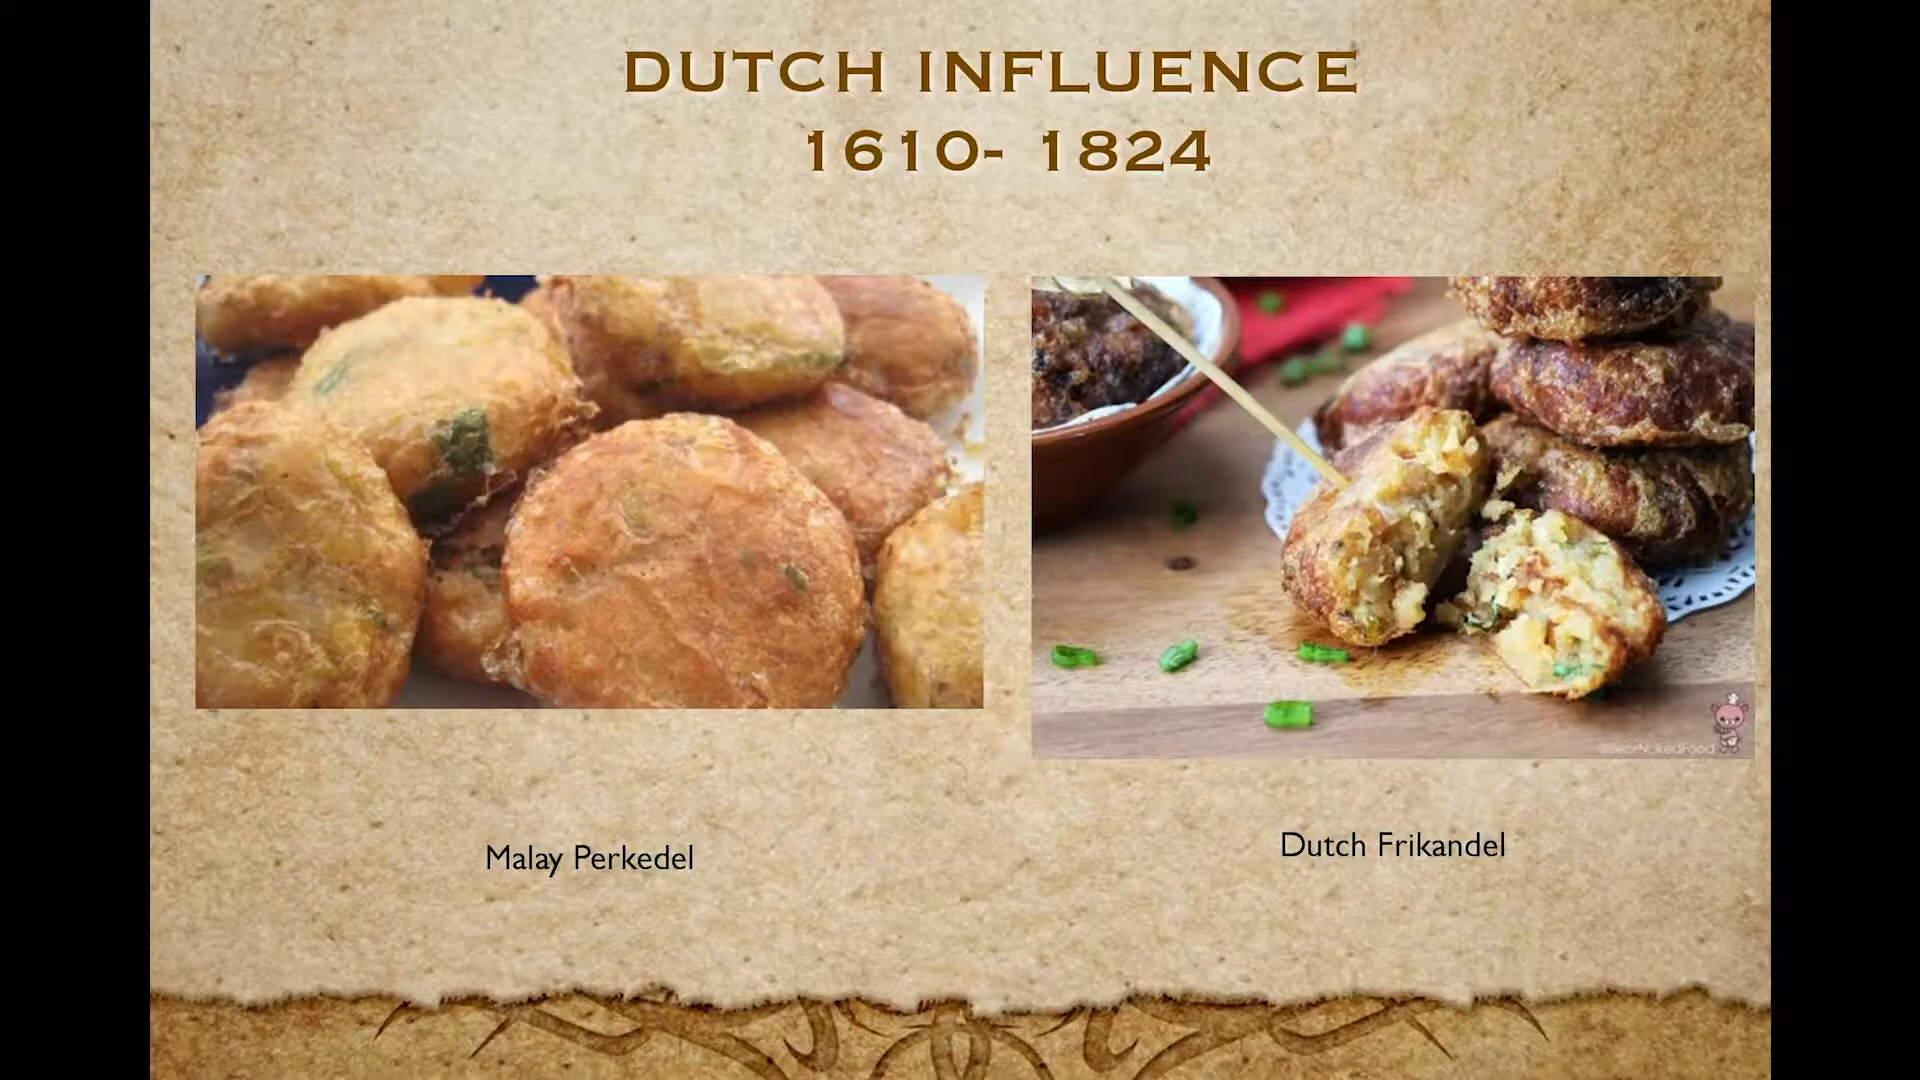 DUTCH INFLUENCE
1610- 1824
Malay Perkedel
Dutch Frikandel